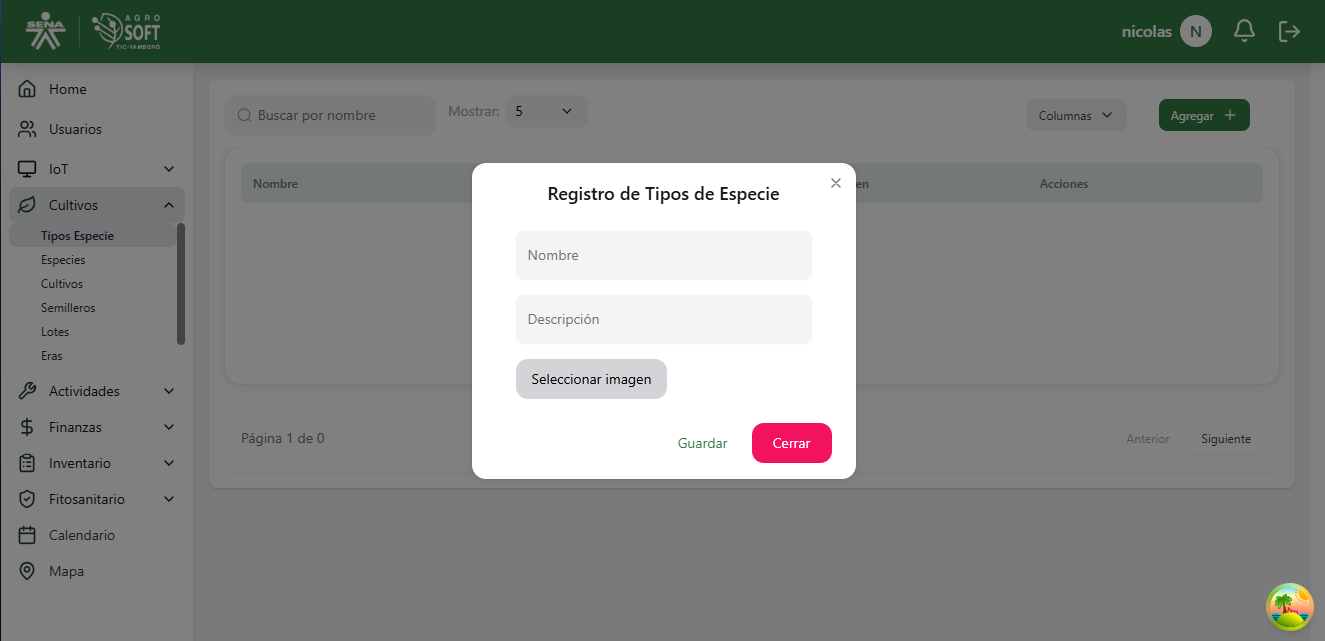 SENA
AGRO
SOFT
TIC-YAMBORÓ
nicolas
N
Home
Usuarios
IoT
Cultivos
Tipos Especie
Especies
Cultivos
Semilleros
Lotes
Eras
Actividades
Finanzas
Inventario
Fitosanitario
Calendario
Mapa
Buscar por nombre
Mostrar:
5
Columnas
Agregar +
Nombre
en
Acciones
Registro de Tipos de Especie
Nombre
Descripción
Seleccionar imagen
Guardar
Cerrar
Página 1 de 0
Anterior
Siguiente